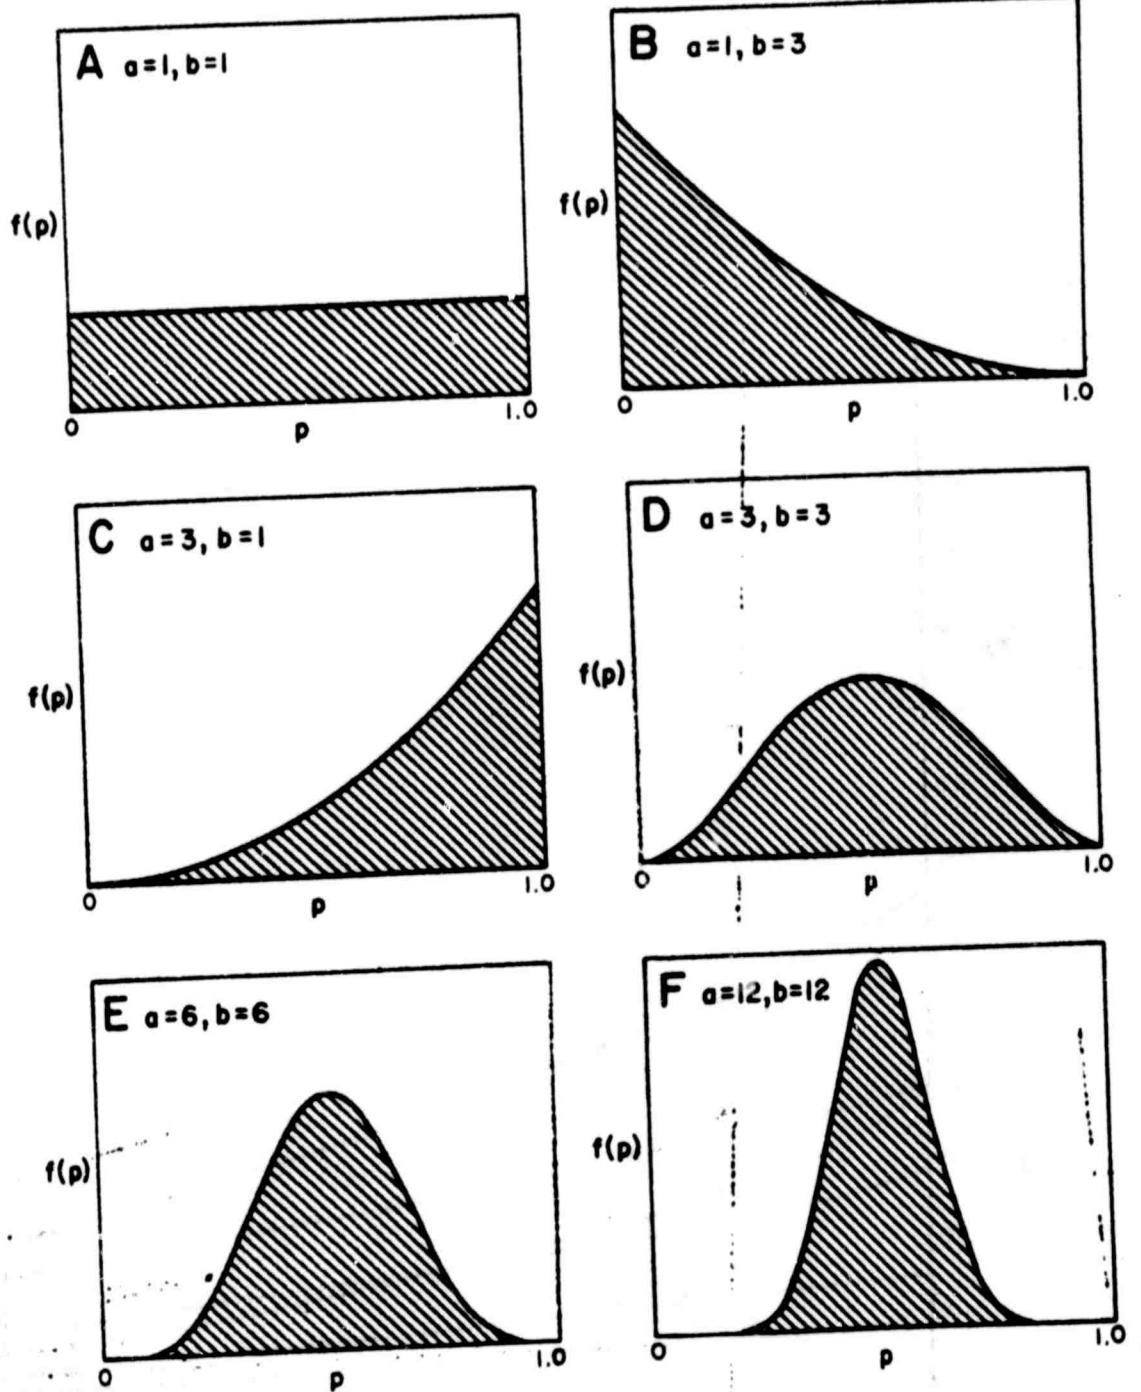 A a=1, b=1
f(p)
0 1.0
p
B a=1, b=3
f(p)
0 1.0
p
C a=3, b=1
f(p)
0 1.0
p
D a=3, b=3
f(p)
0 1.0
p
E a=6, b=6
f(p)
0 1.0
p
F a=12, b=12
f(p)
0 1.0
p